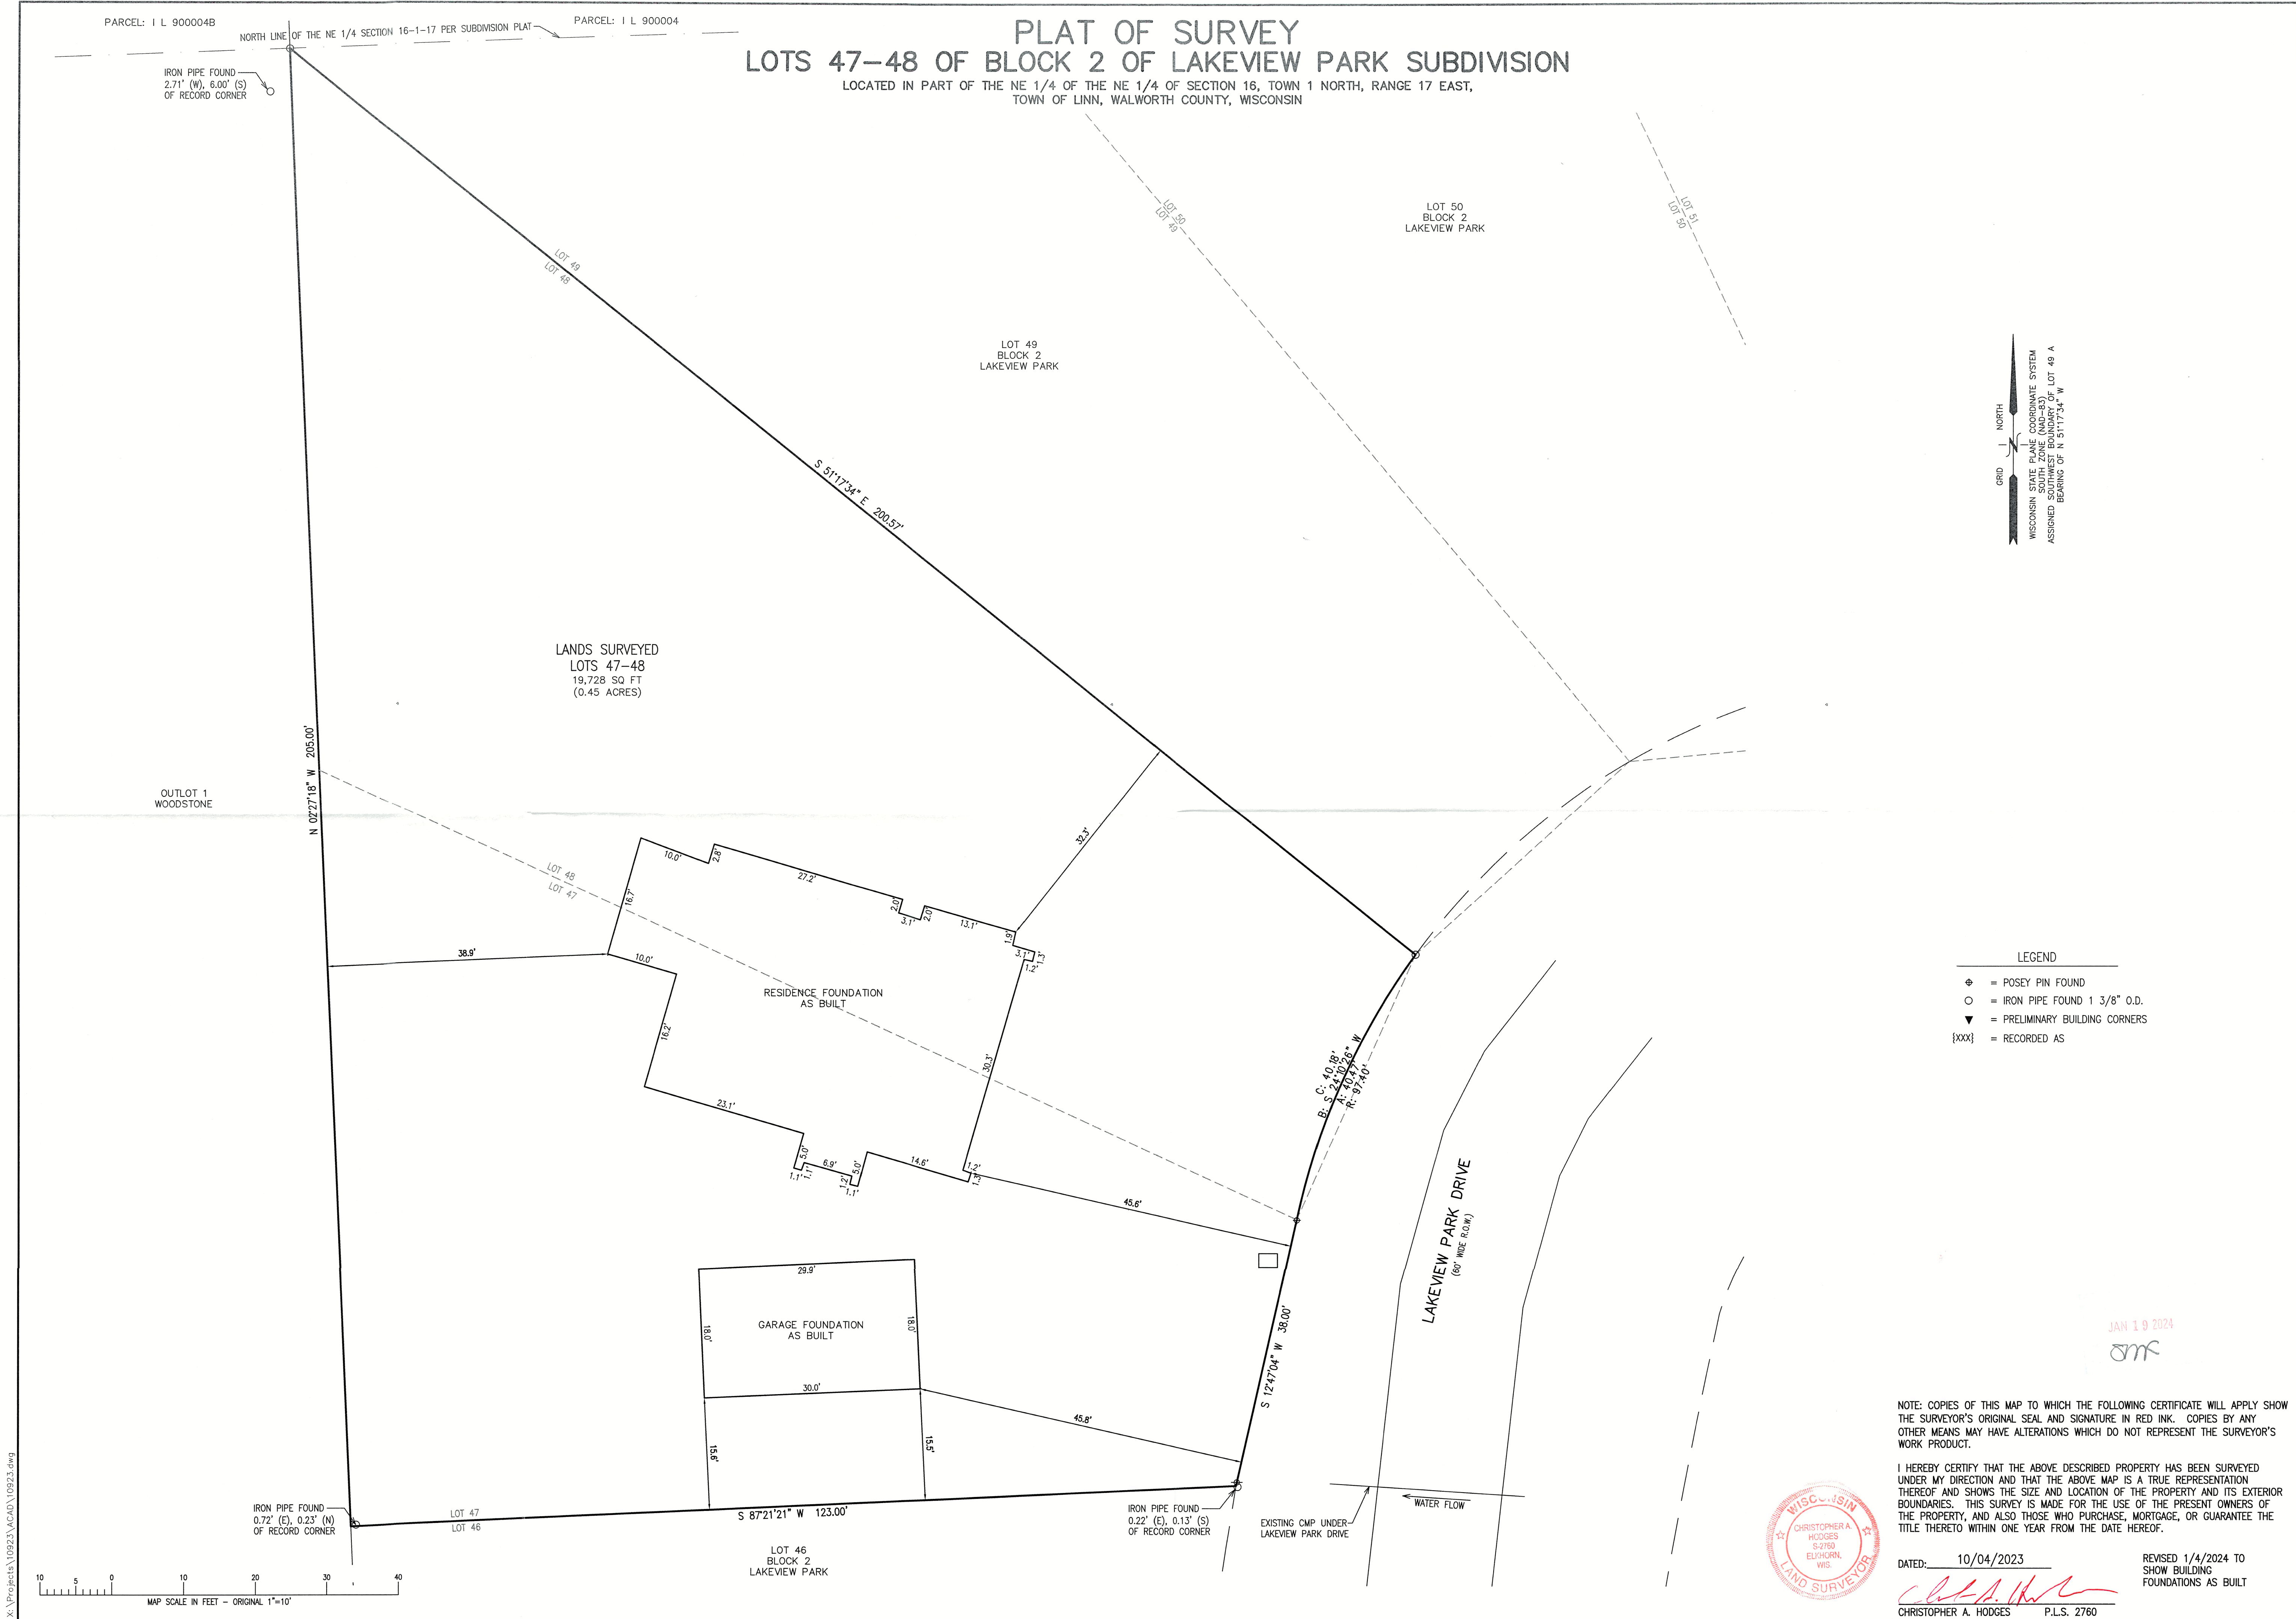 PLAT OF SURVEY
LOTS 47-48 OF BLOCK 2 OF LAKEVIEW PARK SUBDIVISION
LOCATED IN PART OF THE NE 1/4 OF THE NE 1/4 OF SECTION 16, TOWN 1 NORTH, RANGE 17 EAST,
TOWN OF LINN, WALWORTH COUNTY, WISCONSIN
PARCEL: I L 900004B
PARCEL: I L 900004
NORTH LINE OF THE NE 1/4 SECTION 16-1-17 PER SUBDIVISION PLAT
IRON PIPE FOUND
2.71' (W), 6.00' (S)
OF RECORD CORNER
LOT 50
LOT 49
LOT 50
BLOCK 2
LAKEVIEW PARK
LOT 51
LOT 50
LOT 49
LOT 48
LOT 49
BLOCK 2
LAKEVIEW PARK
GRID NORTH
N
WISCONSIN STATE PLANE COORDINATE SYSTEM
SOUTH ZONE (NAD-83)
ASSIGNED SOUTHWEST BOUNDARY OF LOT 49 A
BEARING OF N 51°17'34" W
S 51°17'34" E 200.57'
LANDS SURVEYED
LOTS 47-48
19,728 SQ FT
(0.45 ACRES)
N 02°27'18" W 205.00'
OUTLOT 1
WOODSTONE
LOT 48
LOT 47
10.0'
2.8'
27.2'
2.0'
3.1'
2.0'
13.1'
32.3'
1.9'
3.1'
1.3'
1.2'
16.7'
38.9'
10.0'
RESIDENCE FOUNDATION
AS BUILT
16.2'
30.3'
23.1'
5.0'
1.1'
1.1'
6.9'
1.2'
1.1'
5.0'
14.6'
1.2'
1.3'
45.6'
C: 40.18'
B: S 24°10'26" W
A: 40.47'
R: 97.40'
LAKEVIEW PARK DRIVE
(60' WIDE R.O.W.)
LEGEND
= POSEY PIN FOUND
= IRON PIPE FOUND 1 3/8" O.D.
= PRELIMINARY BUILDING CORNERS
{XXX} = RECORDED AS
29.9'
18.0'
GARAGE FOUNDATION
AS BUILT
18.0'
30.0'
45.8'
15.6'
15.5'
S 12°47'04" W 38.00'
JAN 19 2024
IRON PIPE FOUND
0.72' (E), 0.23' (N)
OF RECORD CORNER
LOT 47
LOT 46
S 87°21'21" W 123.00'
IRON PIPE FOUND
0.22' (E), 0.13' (S)
OF RECORD CORNER
EXISTING CMP UNDER
LAKEVIEW PARK DRIVE
WATER FLOW
LOT 46
BLOCK 2
LAKEVIEW PARK
10 5 0 10 20 30 40
MAP SCALE IN FEET - ORIGINAL 1"=10'
X:\Projects\10923\ACAD\10923.dwg
NOTE: COPIES OF THIS MAP TO WHICH THE FOLLOWING CERTIFICATE WILL APPLY SHOW
THE SURVEYOR'S ORIGINAL SEAL AND SIGNATURE IN RED INK. COPIES BY ANY
OTHER MEANS MAY HAVE ALTERATIONS WHICH DO NOT REPRESENT THE SURVEYOR'S
WORK PRODUCT.
I HEREBY CERTIFY THAT THE ABOVE DESCRIBED PROPERTY HAS BEEN SURVEYED
UNDER MY DIRECTION AND THAT THE ABOVE MAP IS A TRUE REPRESENTATION
THEREOF AND SHOWS THE SIZE AND LOCATION OF THE PROPERTY AND ITS EXTERIOR
BOUNDARIES. THIS SURVEY IS MADE FOR THE USE OF THE PRESENT OWNERS OF
THE PROPERTY, AND ALSO THOSE WHO PURCHASE, MORTGAGE, OR GUARANTEE THE
TITLE THERETO WITHIN ONE YEAR FROM THE DATE HEREOF.
WISCONSIN
CHRISTOPHER A.
HODGES
S-2760
ELKHORN,
WIS.
LAND SURVEYOR
DATED: 10/04/2023
REVISED 1/4/2024 TO
SHOW BUILDING
FOUNDATIONS AS BUILT
CHRISTOPHER A. HODGES P.L.S. 2760